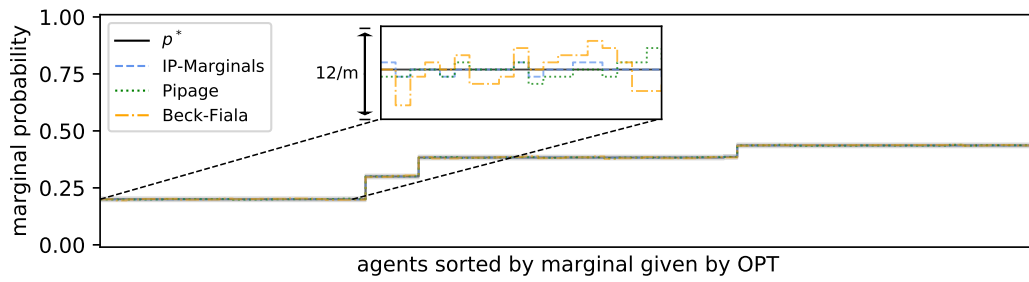 1.00
0.75
0.50
0.25
0.00
marginal probability
p*
IP-Marginals
Pipage
Beck-Fiala
12/m
agents sorted by marginal given by OPT